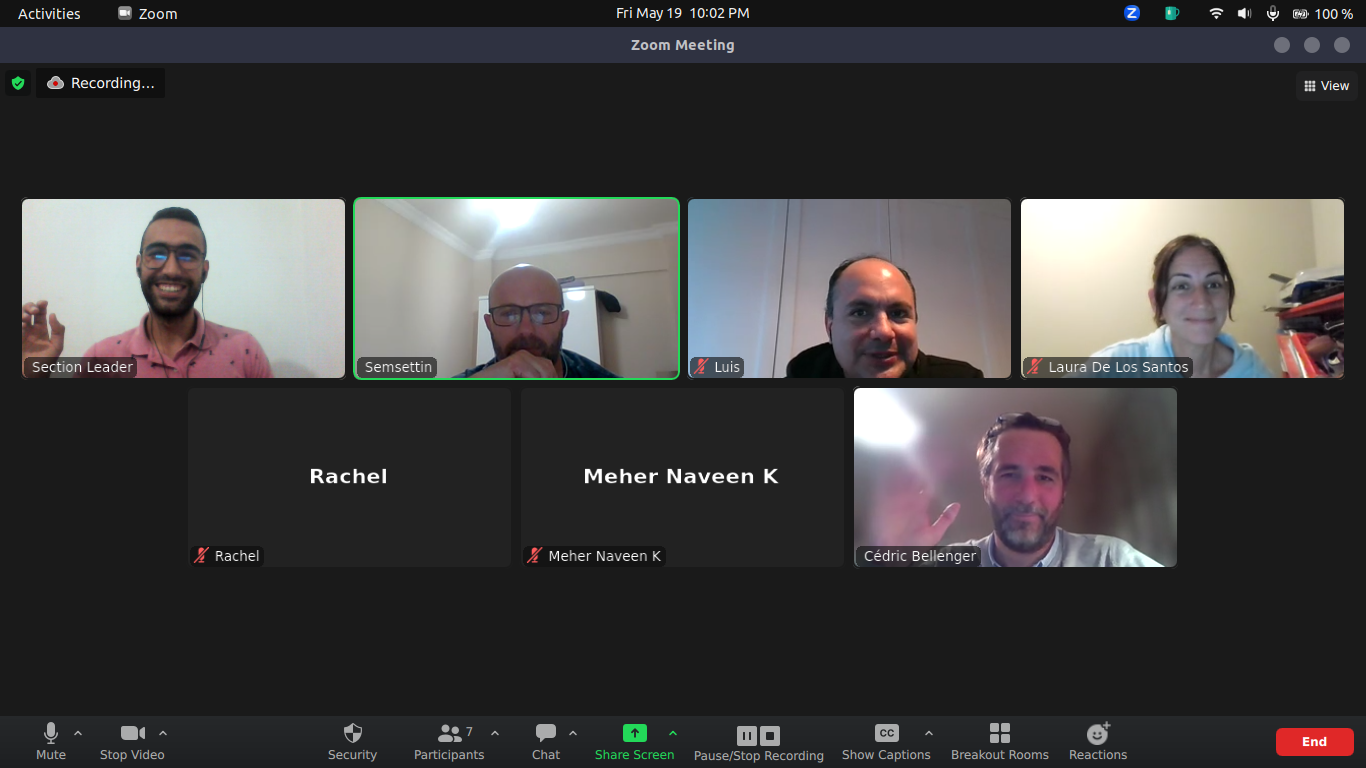 Activities
Zoom
Fri May 19 10:02 PM
Z
100 %
Zoom Meeting
Recording...
View
Section Leader
Semsettin
Luis
Laura De Los Santos
Rachel
Meher Naveen K
Rachel
Meher Naveen K
Cédric Bellenger
Mute
Stop Video
Security
7
Participants
Chat
Share Screen
Pause/Stop Recording
CC
Show Captions
Breakout Rooms
Reactions
End